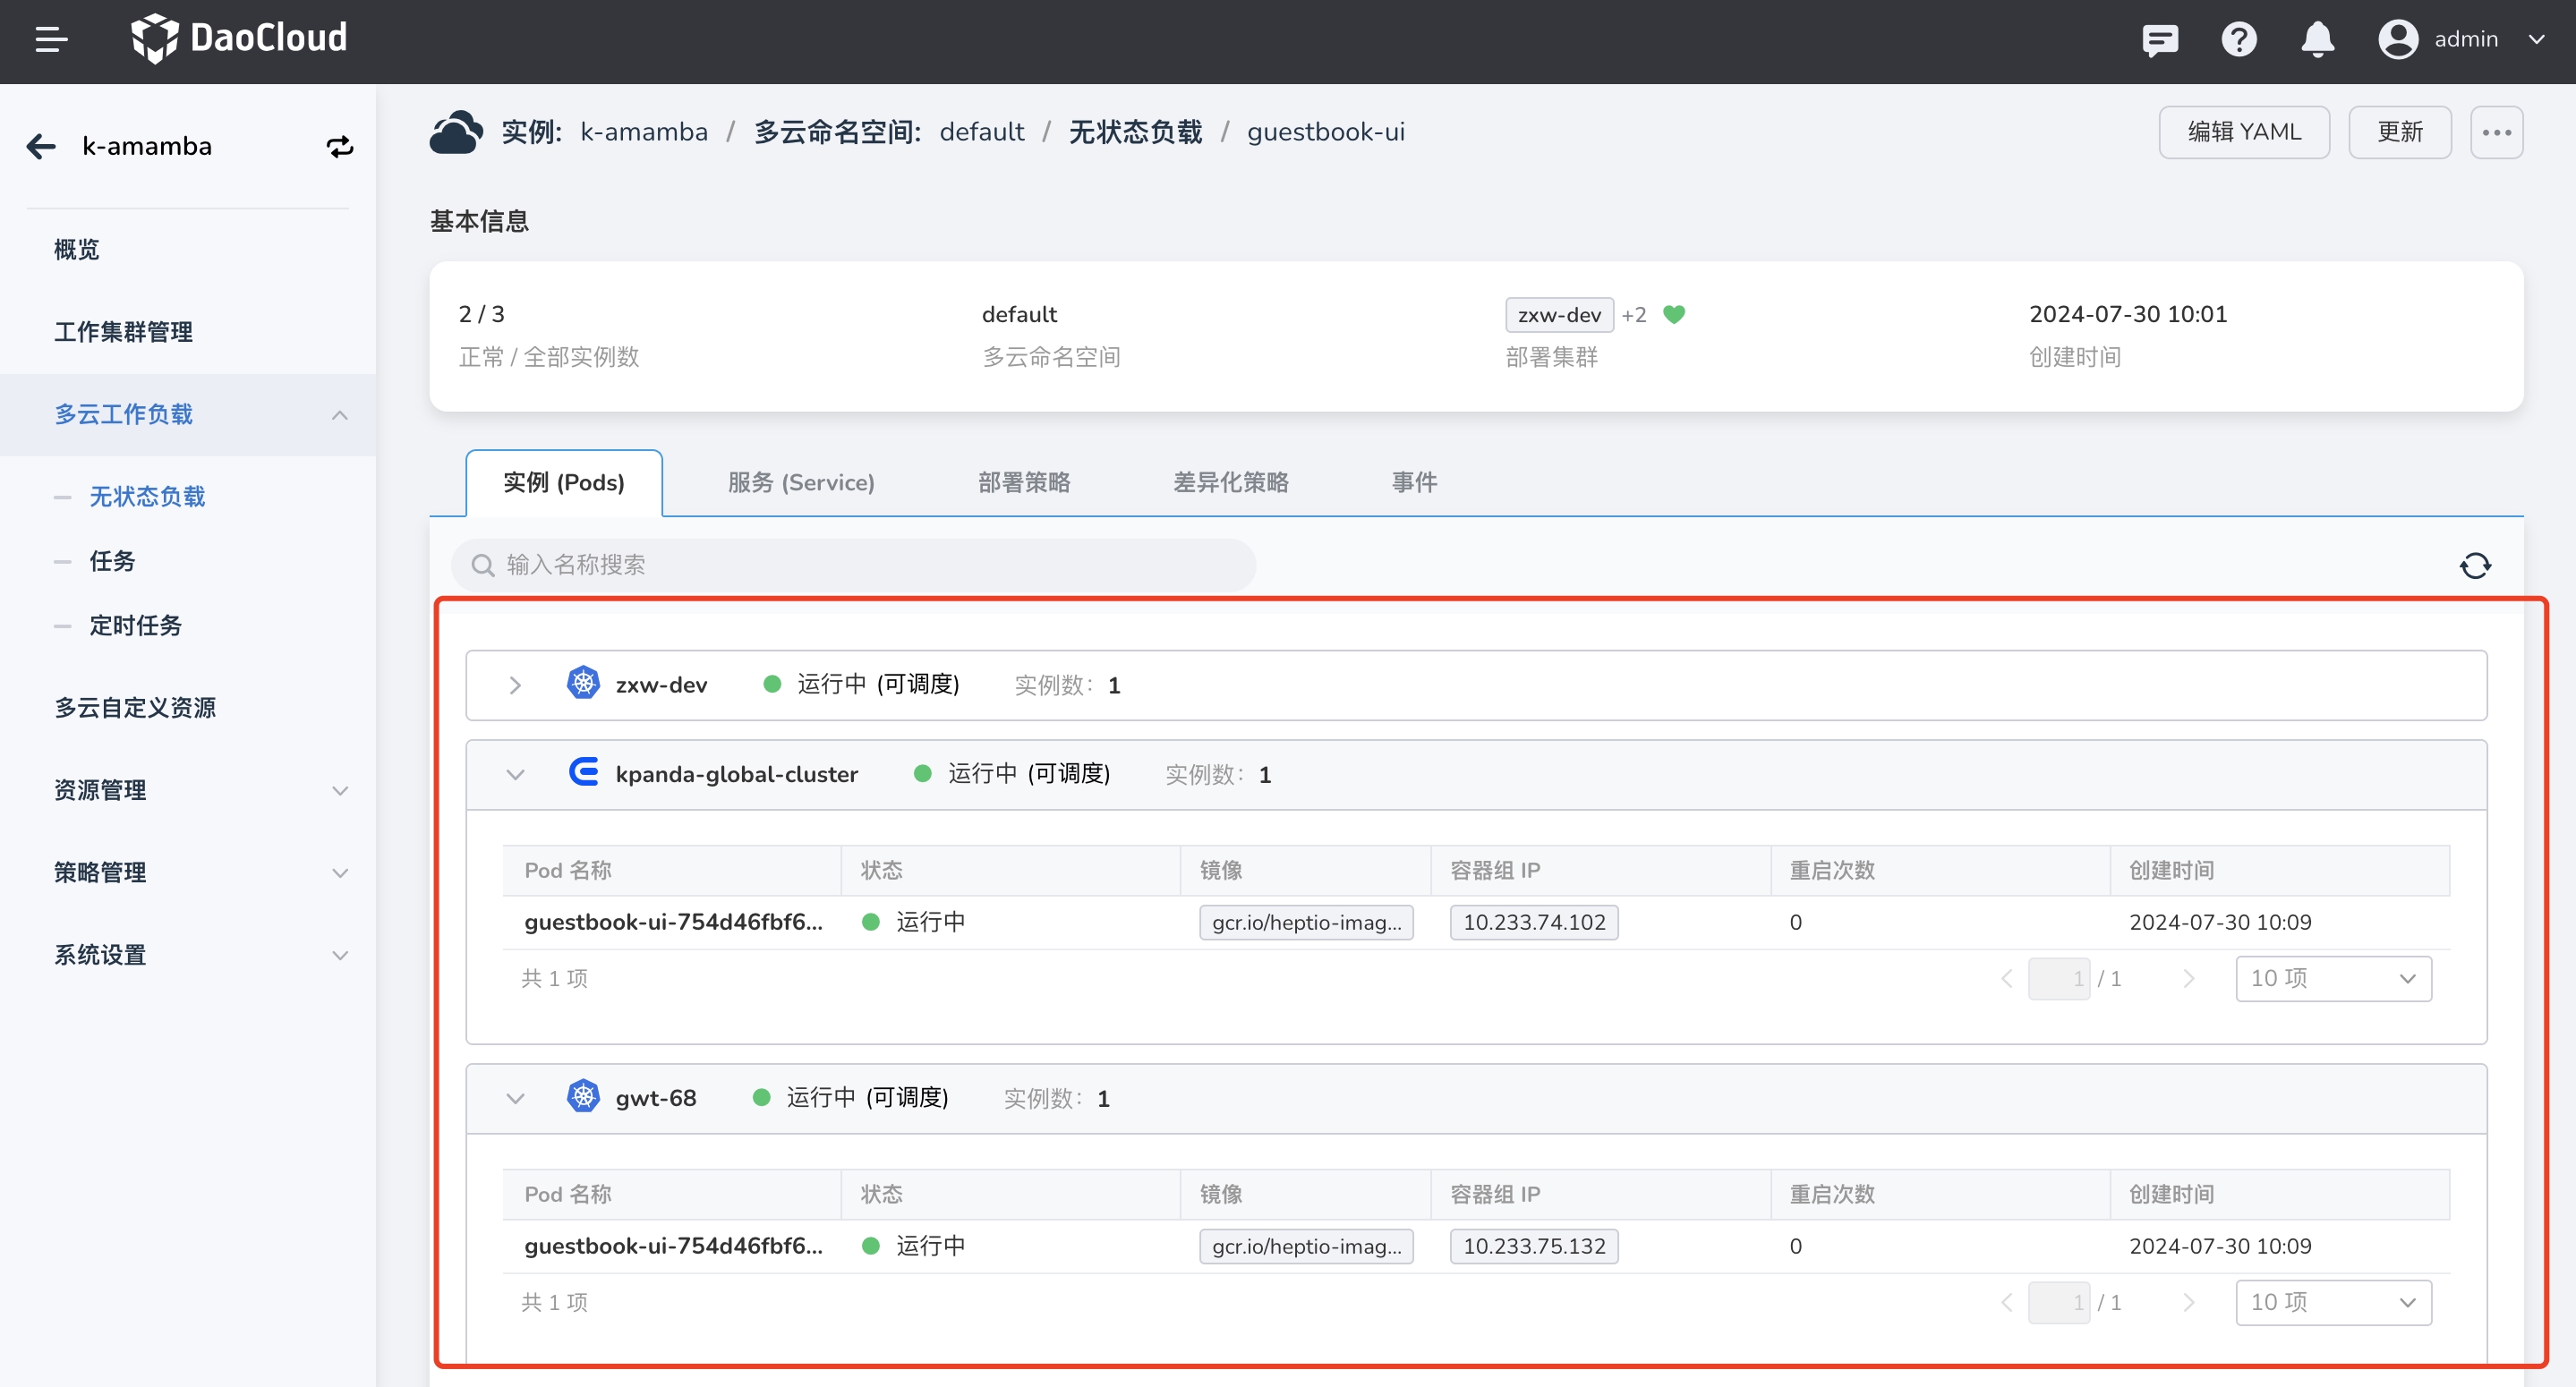 DaoCloud
admin
k-amamba
概览
工作集群管理
多云工作负载
无状态负载
任务
定时任务
多云自定义资源
资源管理
策略管理
系统设置
实例: k-amamba / 多云命名空间: default / 无状态负载 / guestbook-ui
编辑 YAML
更新
基本信息
2 / 3
正常 / 全部实例数
default
多云命名空间
zxw-dev +2
部署集群
2024-07-30 10:01
创建时间
实例 (Pods)
服务 (Service)
部署策略
差异化策略
事件
输入名称搜索
zxw-dev 运行中 (可调度) 实例数: 1
kpanda-global-cluster 运行中 (可调度) 实例数: 1
Pod 名称 状态 镜像 容器组 IP 重启次数 创建时间
guestbook-ui-754d46fbf6... 运行中 gcr.io/heptio-imag... 10.233.74.102 0 2024-07-30 10:09
共 1 项 1 / 1 10 项
gwt-68 运行中 (可调度) 实例数: 1
Pod 名称 状态 镜像 容器组 IP 重启次数 创建时间
guestbook-ui-754d46fbf6... 运行中 gcr.io/heptio-imag... 10.233.75.132 0 2024-07-30 10:09
共 1 项 1 / 1 10 项